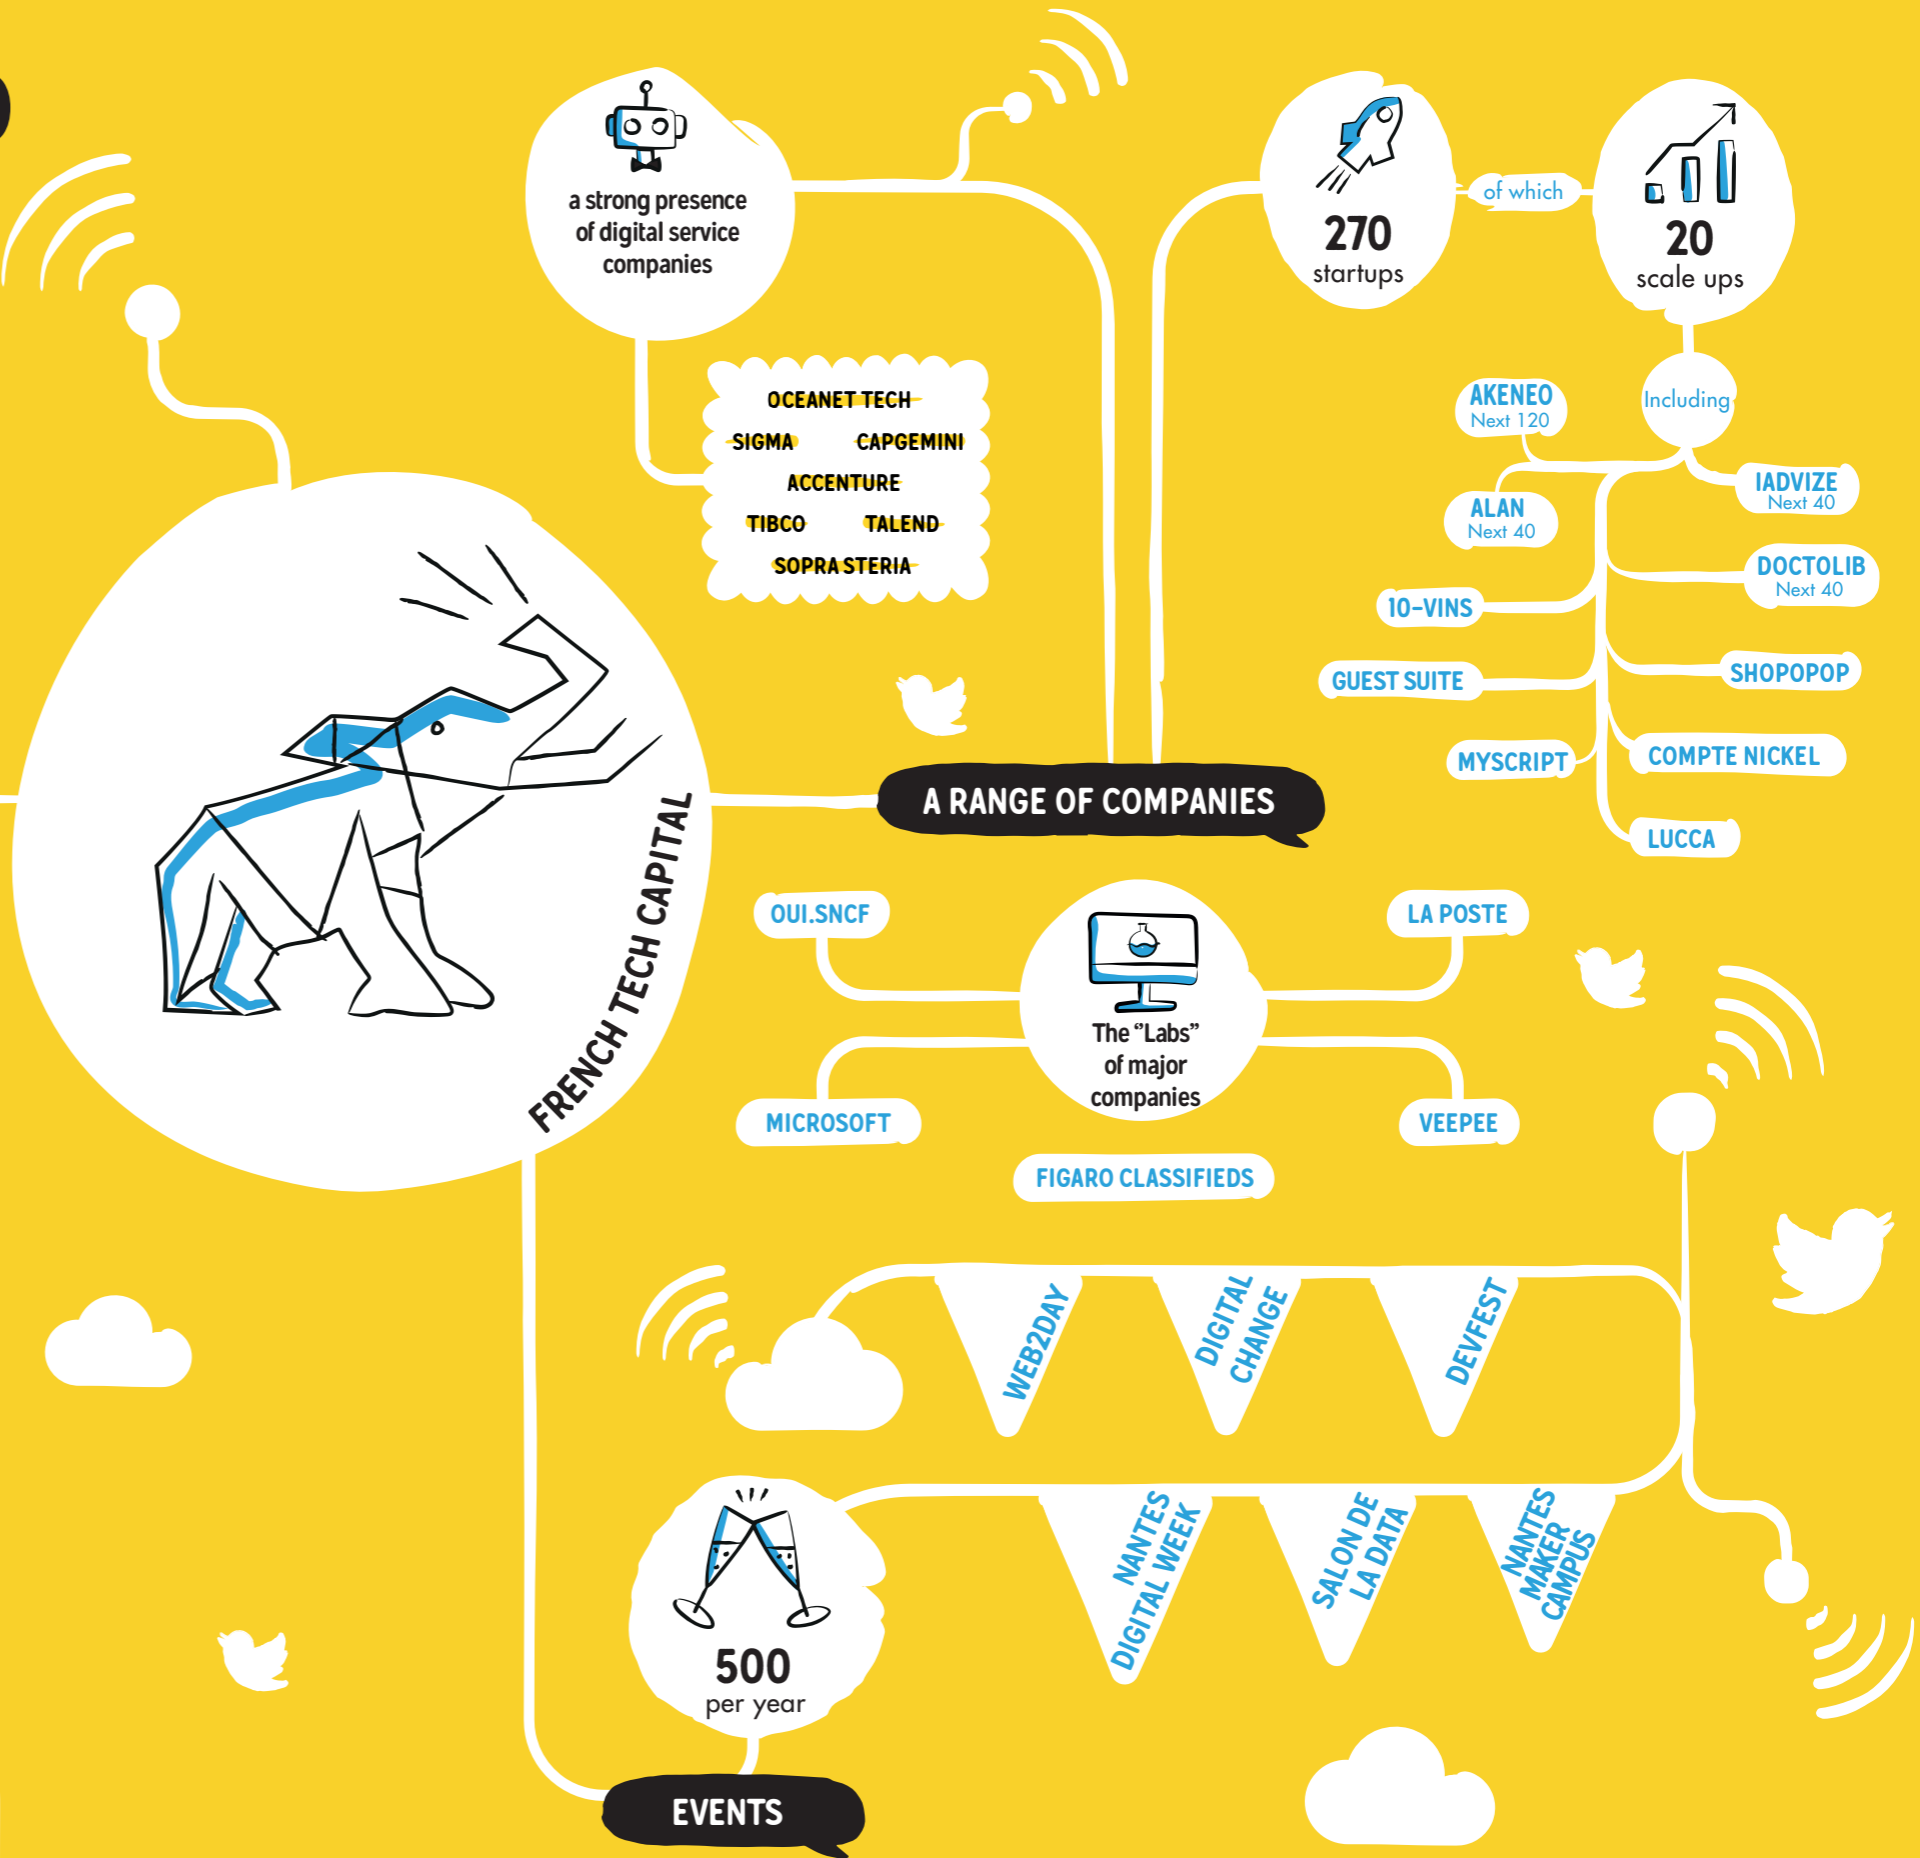 a strong presence
of digital service
companies
OCEANET TECH
SIGMA CAPGEMINI
ACCENTURE
TIBCO TALEND
SOPRA STERIA
270
startups
of which
20
scale ups
Including
AKENEO
Next 120
IADVIZE
Next 40
ALAN
Next 40
DOCTOLIB
Next 40
10-VINS
GUEST SUITE
SHOPOPOP
MYSCRIPT
COMPTE NICKEL
LUCCA
FRENCH TECH CAPITAL
A RANGE OF COMPANIES
OUI.SNCF
LA POSTE
The “Labs”
of major
companies
MICROSOFT
VEEPEE
FIGARO CLASSIFIEDS
WEB2DAY
DIGITAL
CHANGE
DEVFEST
NANTES
DIGITAL WEEK
SALON DE
LA DATA
NANTES
MAKER
CAMPUS
500
per year
EVENTS